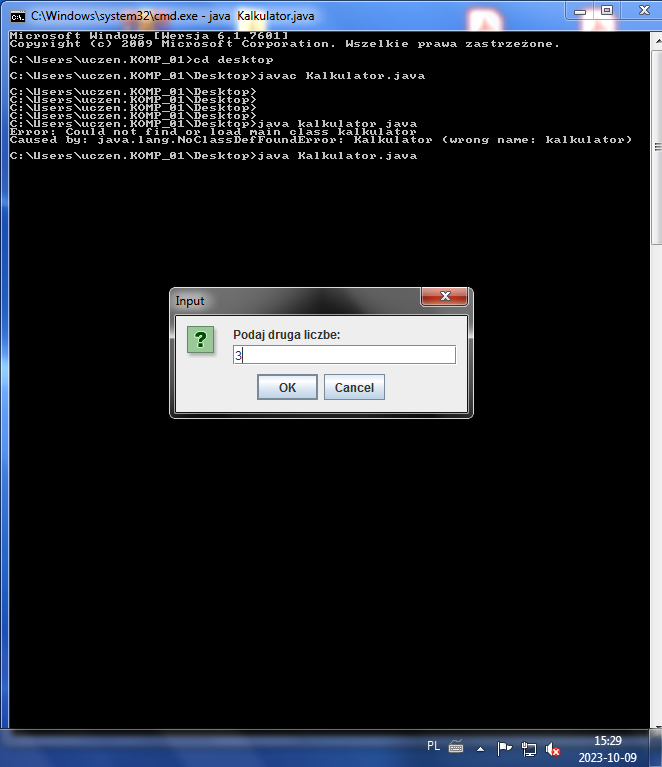 C:\Windows\system32\cmd.exe - java Kalkulator.java
Microsoft Windows [Wersja 6.1.7601]
Copyright (c) 2009 Microsoft Corporation. Wszelkie prawa zastrzeżone.
C:\Users\uczen.KOMP_01>cd desktop
C:\Users\uczen.KOMP_01\Desktop>javac Kalkulator.java
C:\Users\uczen.KOMP_01\Desktop>
C:\Users\uczen.KOMP_01\Desktop>
C:\Users\uczen.KOMP_01\Desktop>
C:\Users\uczen.KOMP_01\Desktop>
C:\Users\uczen.KOMP_01\Desktop>java kalkulator java
Error: Could not find or load main class kalkulator
Caused by: java.lang.NoClassDefFoundError: Kalkulator (wrong name: kalkulator)
C:\Users\uczen.KOMP_01\Desktop>java Kalkulator.java
Input
?
Podaj druga liczbe:
3
OK Cancel
PL
15:29
2023-10-09